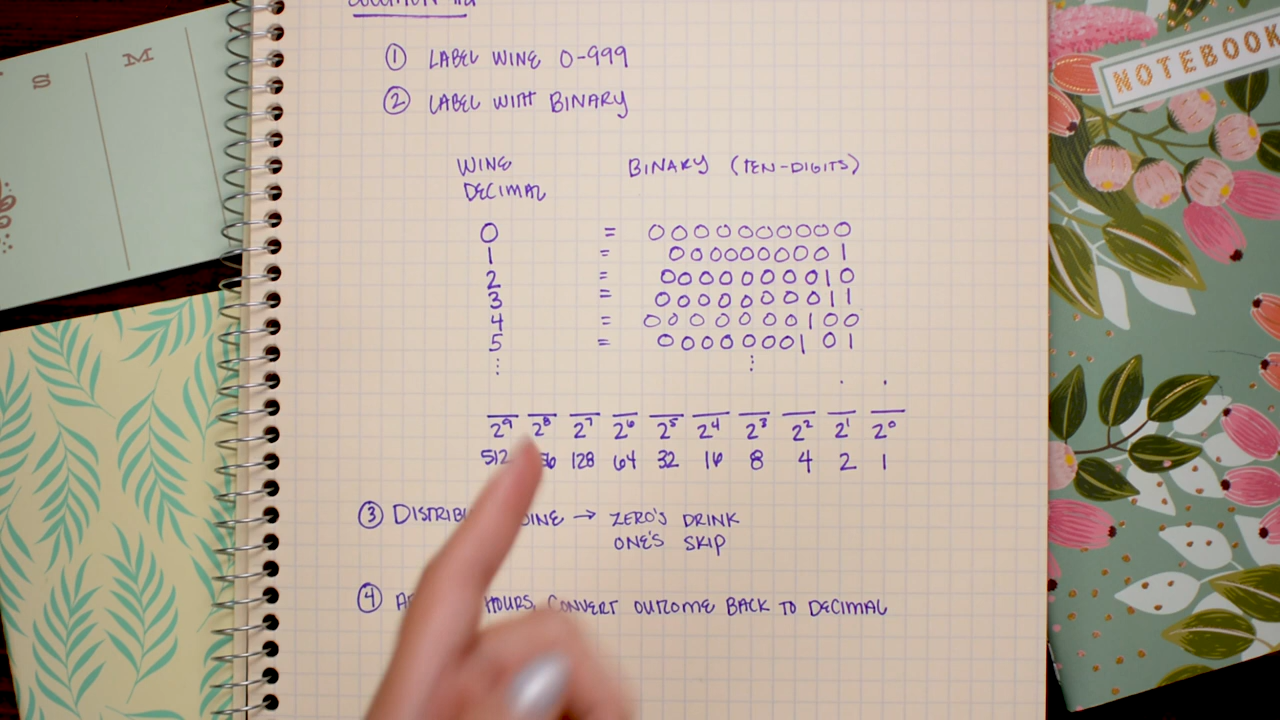 ① LABEL WINE 0-999
② LABEL WITH BINARY
WINE DECIMAL
BINARY (TEN-DIGITS)
0 = 0000000000
1 = 0000000001
2 = 0000000010
3 = 0000000011
4 = 0000000100
5 = 0000000101
⋮ ⋮
2⁹ 2⁸ 2⁷ 2⁶ 2⁵ 2⁴ 2³ 2² 2¹ 2⁰
512 128 64 32 16 8 4 2 1
③ → ZERO'S DRINK
ONE'S SKIP
④ HOURS, CONVERT OUTCOME BACK TO DECIMAL
S M
NOTEBOOK